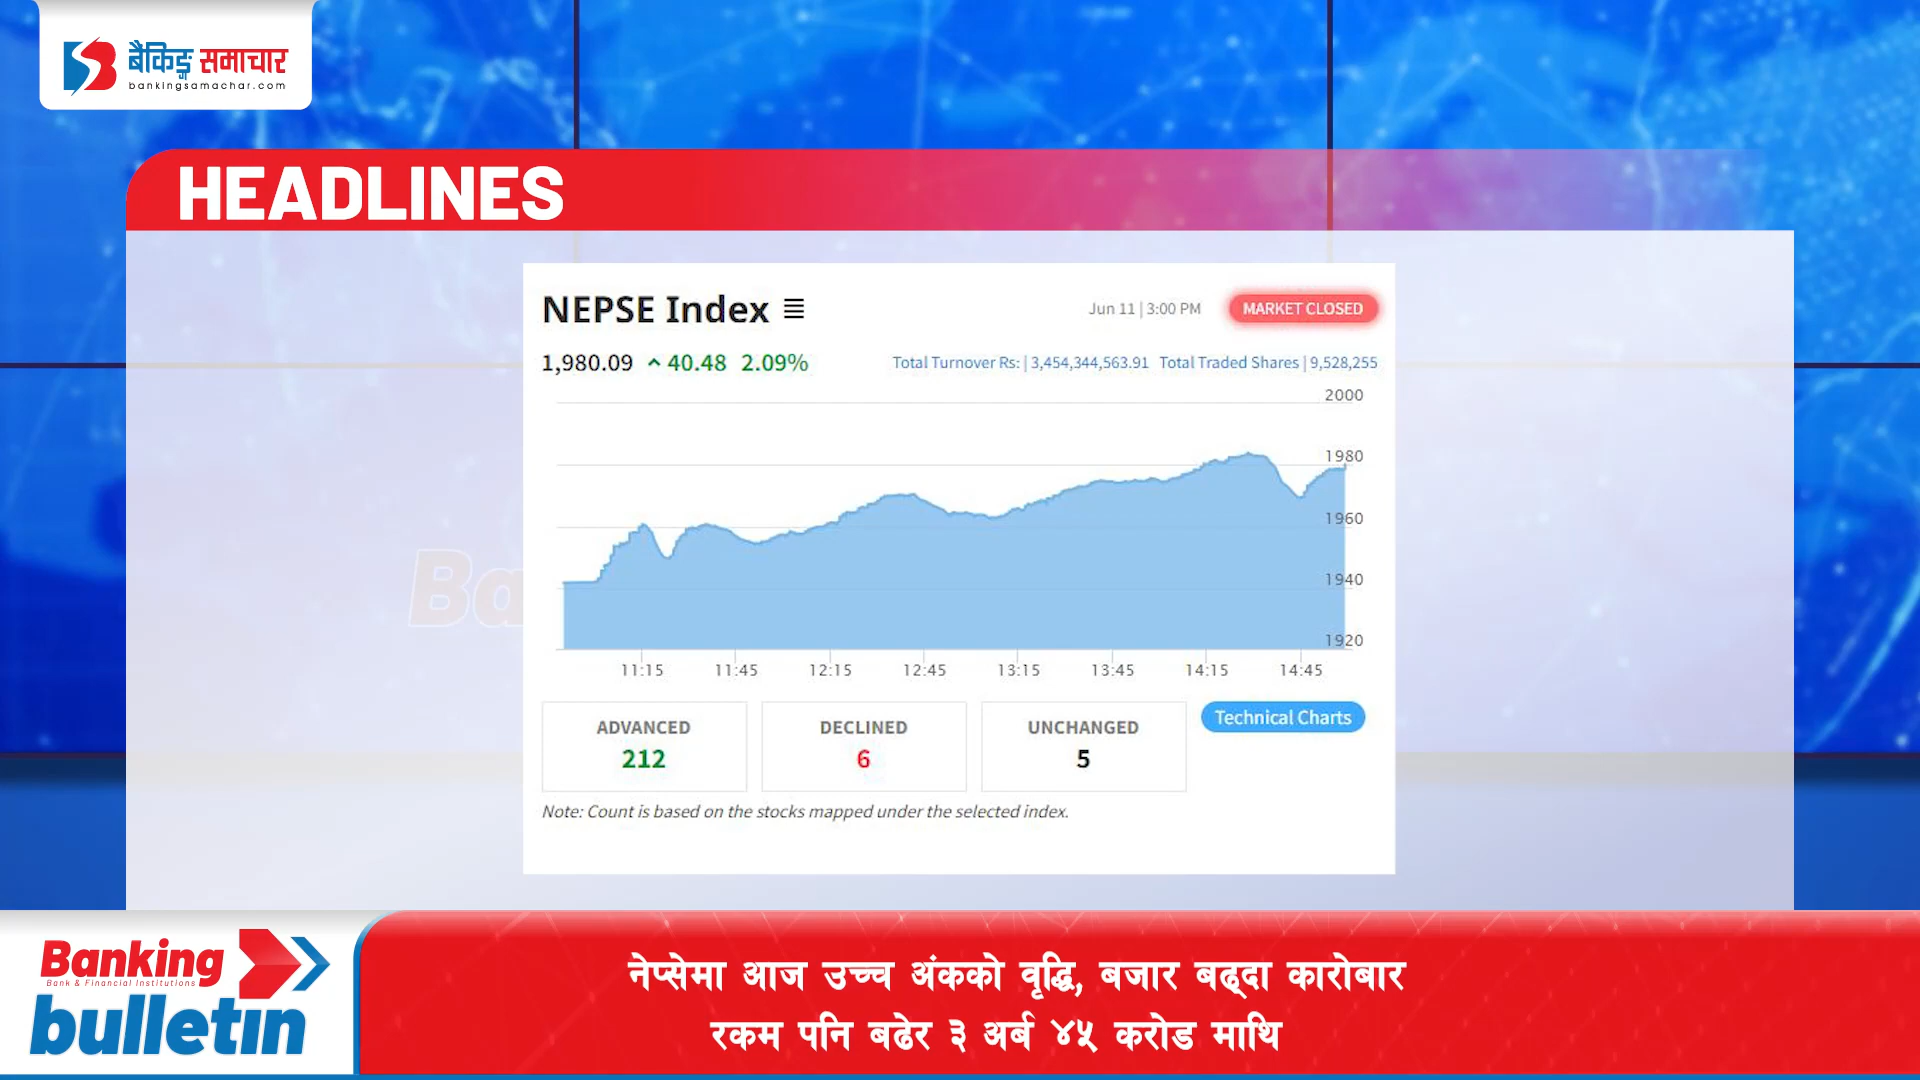 बैंकिङ्ग समाचार
bankingsamachar.com
HEADLINES
NEPSE Index
Jun 11 | 3:00 PM
MARKET CLOSED
1,980.09 40.48 2.09%
Total Turnover Rs: | 3,454,344,563.91 Total Traded Shares | 9,528,255
2000
1980
1960
1940
1920
11:15 11:45 12:15 12:45 13:15 13:45 14:15 14:45
ADVANCED
212
DECLINED
6
UNCHANGED
5
Technical Charts
Note: Count is based on the stocks mapped under the selected index.
Banking
Bank & Financial Institutions
bulletin
नेप्सेमा आज उच्च अंकको वृद्धि, बजार बढ्दा कारोबार
रकम पनि बढेर ३ अर्ब ४५ करोड माथि